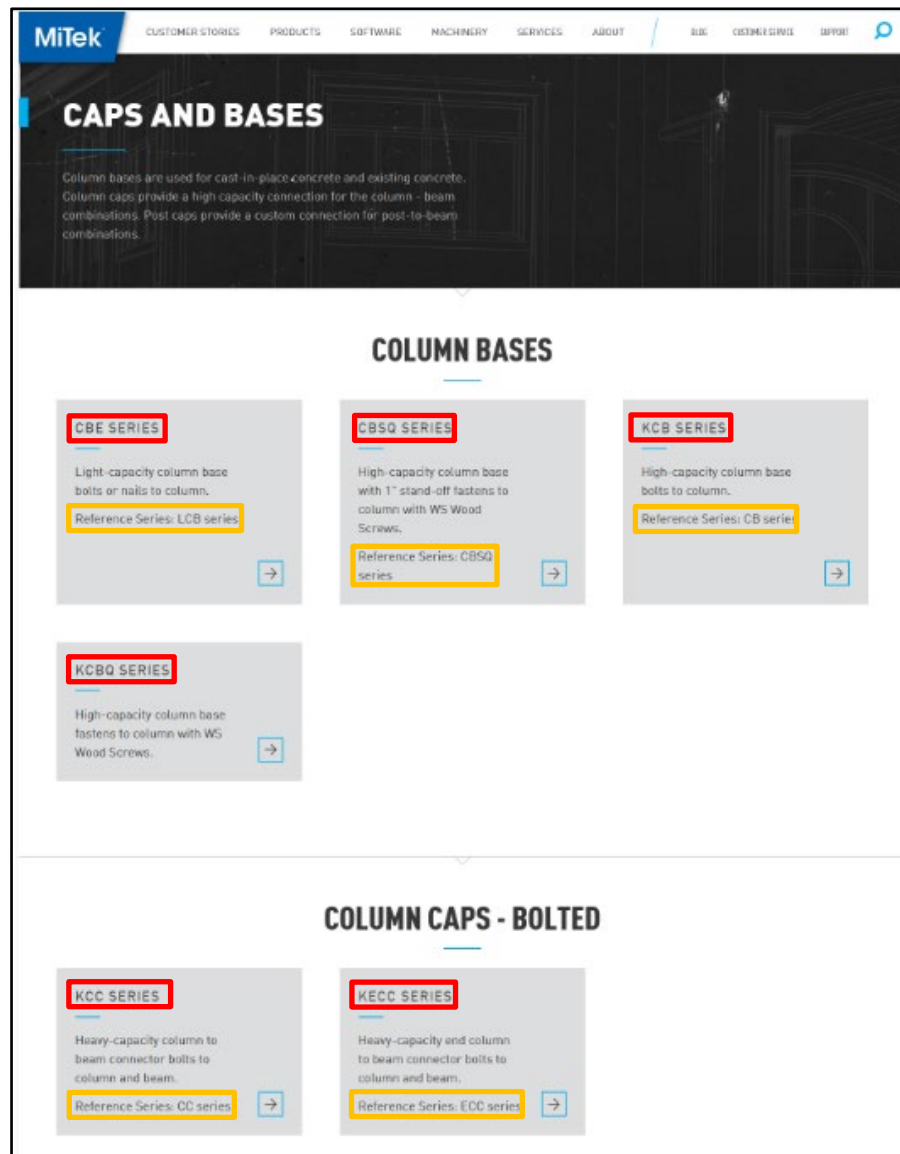 MiTek
CUSTOMER STORIES PRODUCTS SOFTWARE MACHINERY SERVICES ABOUT BLOG CUSTOMER SERVICE SUPPORT
CAPS AND BASES
Column bases are used for cast-in-place concrete and existing concrete.
Column caps provide a high capacity connection for the column - beam
combinations. Post caps provide a custom connection for post-to-beam
combinations.
COLUMN BASES
CBE SERIES
Light-capacity column base
bolts or nails to column.
Reference Series: LCB series
CBSQ SERIES
High-capacity column base
with 1" stand-off fastens to
column with WS Wood
Screws.
Reference Series: CBSQ
series
KCB SERIES
High-capacity column base
bolts to column.
Reference Series: CB series
KCBQ SERIES
High-capacity column base
fastens to column with WS
Wood Screws.
COLUMN CAPS - BOLTED
KCC SERIES
Heavy-capacity column to
beam connector bolts to
column and beam.
Reference Series: CC series
KECC SERIES
Heavy-capacity end column
to beam connector bolts to
column and beam.
Reference Series: ECC series